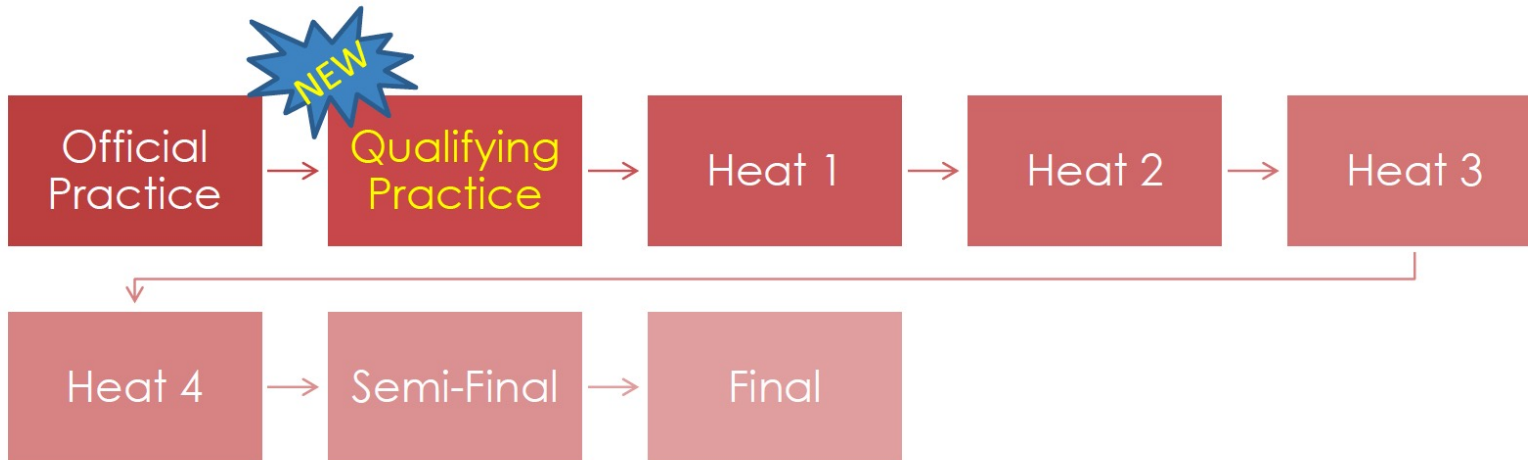 NEW
Official
Practice
Qualifying
Practice
Heat 1
Heat 2
Heat 3
Heat 4
Semi-Final
Final